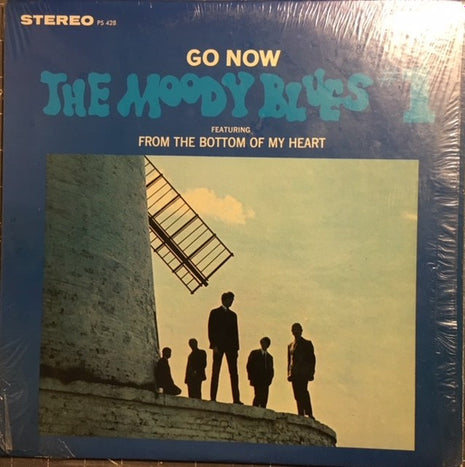 STEREO PS 428
GO NOW
THE MOODY BLUES #1
FEATURING
FROM THE BOTTOM OF MY HEART